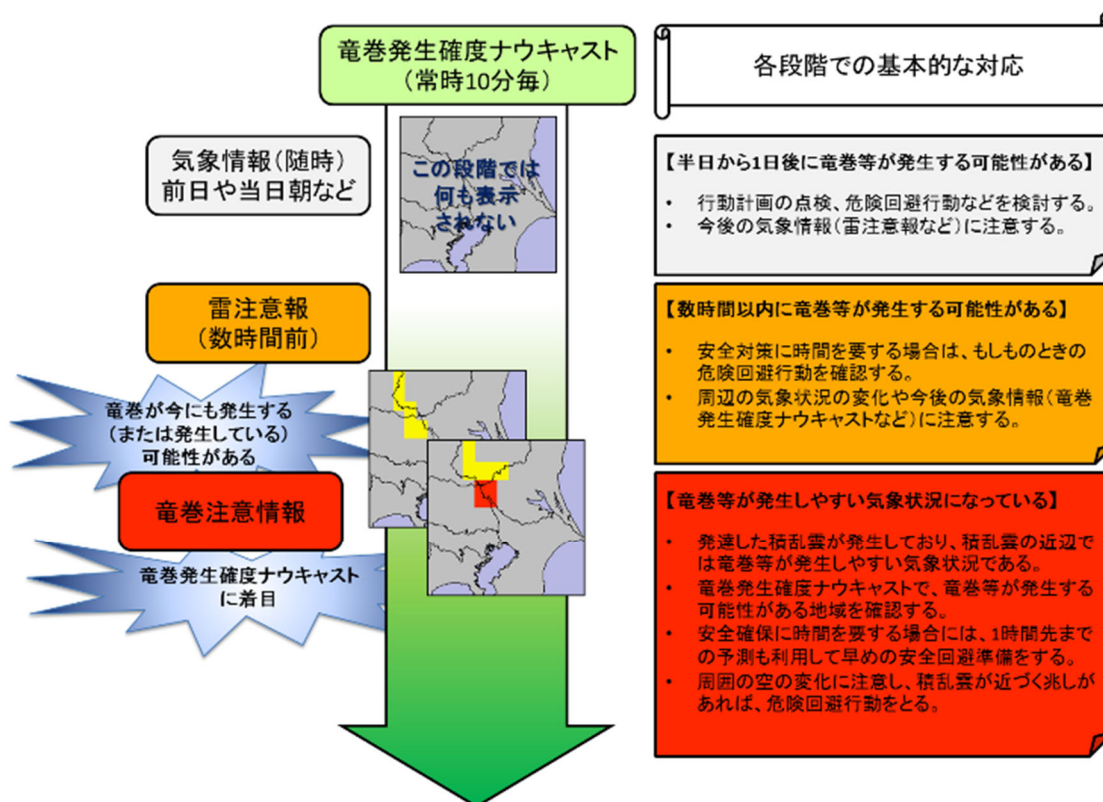 竜巻発生確度ナウキャスト
(常時10分毎)
各段階での基本的な対応
気象情報(随時)
前日や当日朝など
この段階では
何も表示
されない
【半日から1日後に竜巻等が発生する可能性がある】
• 行動計画の点検、危険回避行動などを検討する。
• 今後の気象情報(雷注意報など)に注意する。
雷注意報
(数時間前)
【数時間以内に竜巻等が発生する可能性がある】
• 安全対策に時間を要する場合は、もしものときの
危険回避行動を確認する。
• 周辺の気象状況の変化や今後の気象情報(竜巻
発生確度ナウキャストなど)に注意する。
竜巻が今にも発生する
(または発生している)
可能性がある
竜巻注意情報
竜巻発生確度ナウキャスト
に着目
【竜巻等が発生しやすい気象状況になっている】
• 発達した積乱雲が発生しており、積乱雲の近辺で
は竜巻等が発生しやすい気象状況である。
• 竜巻発生確度ナウキャストで、竜巻等が発生する
可能性がある地域を確認する。
• 安全確保に時間を要する場合には、1時間先まで
の予測も利用して早めの安全回避準備をする。
• 周囲の空の変化に注意し、積乱雲が近づく兆しが
あれば、危険回避行動をとる。